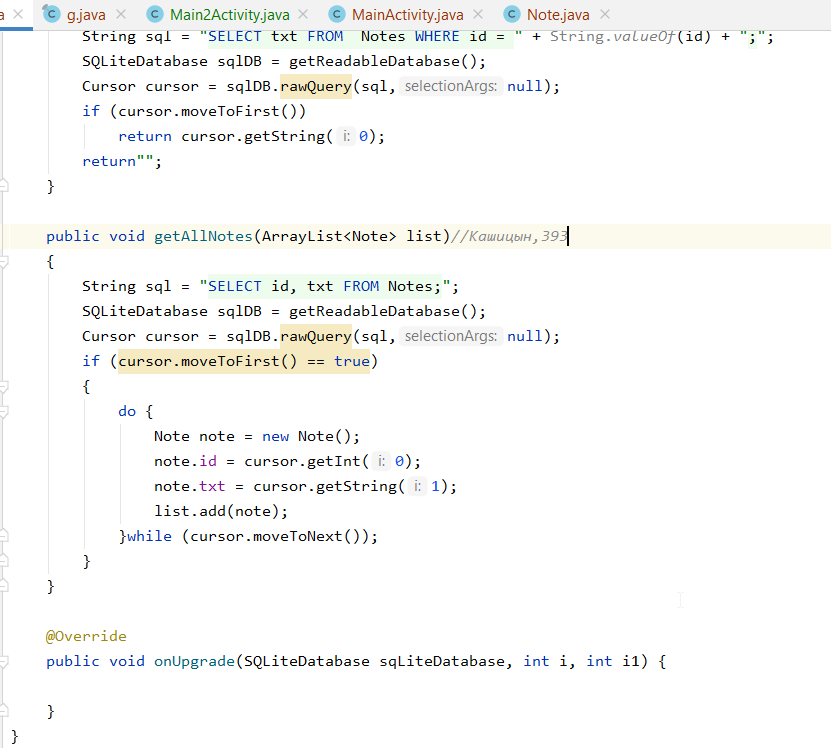 a g.java Main2Activity.java MainActivity.java Note.java
String sql = "SELECT txt FROM  Notes WHERE id = " + String.valueOf(id) + ";";
SQLiteDatabase sqlDB = getReadableDatabase();
Cursor cursor = sqlDB.rawQuery(sql, selectionArgs: null);
if (cursor.moveToFirst())
return cursor.getString( i: 0);
return"";
}
public void getAllNotes(ArrayList<Note> list)//Кашицын,393
{
String sql = "SELECT id, txt FROM Notes;";
SQLiteDatabase sqlDB = getReadableDatabase();
Cursor cursor = sqlDB.rawQuery(sql, selectionArgs: null);
if (cursor.moveToFirst() == true)
{
do {
Note note = new Note();
note.id = cursor.getInt( i: 0);
note.txt = cursor.getString( i: 1);
list.add(note);
}while (cursor.moveToNext());
}
}
@Override
public void onUpgrade(SQLiteDatabase sqLiteDatabase, int i, int i1) {
}
}